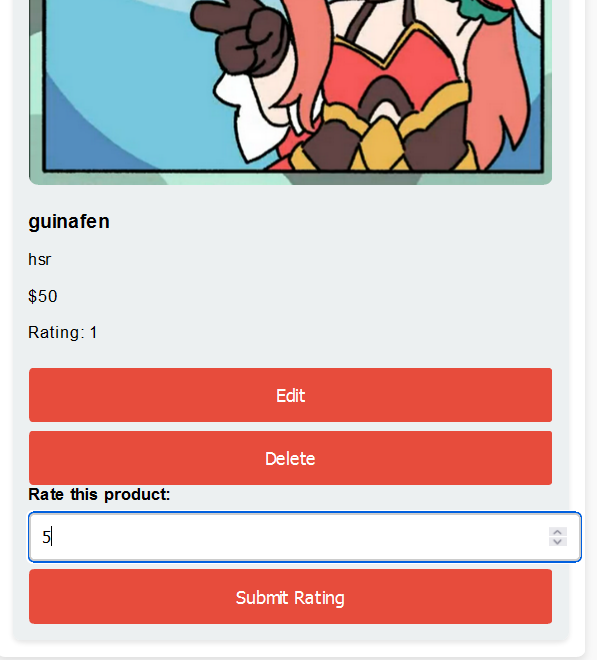 guinafen
hsr
$50
Rating: 1
Edit
Delete
Rate this product:
5
Submit Rating